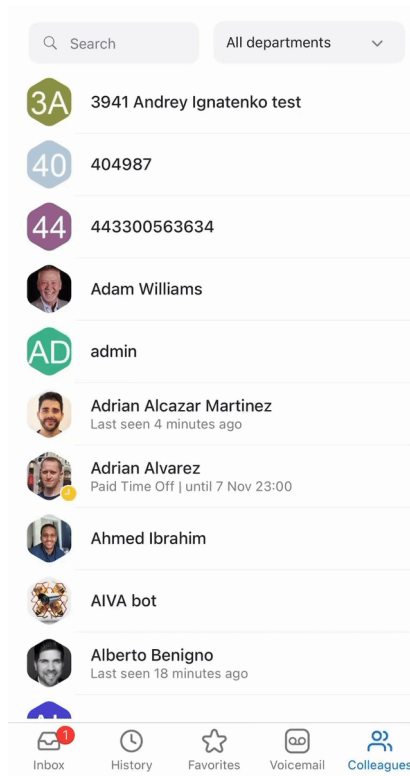 Search
All departments
3A
3941 Andrey Ignatenko test
40
404987
44
443300563634
Adam Williams
AD
admin
Adrian Alcazar Martinez
Last seen 4 minutes ago
Adrian Alvarez
Paid Time Off | until 7 Nov 23:00
Ahmed Ibrahim
AIVA bot
Alberto Benigno
Last seen 18 minutes ago
1
Inbox
History
Favorites
Voicemail
Colleagues